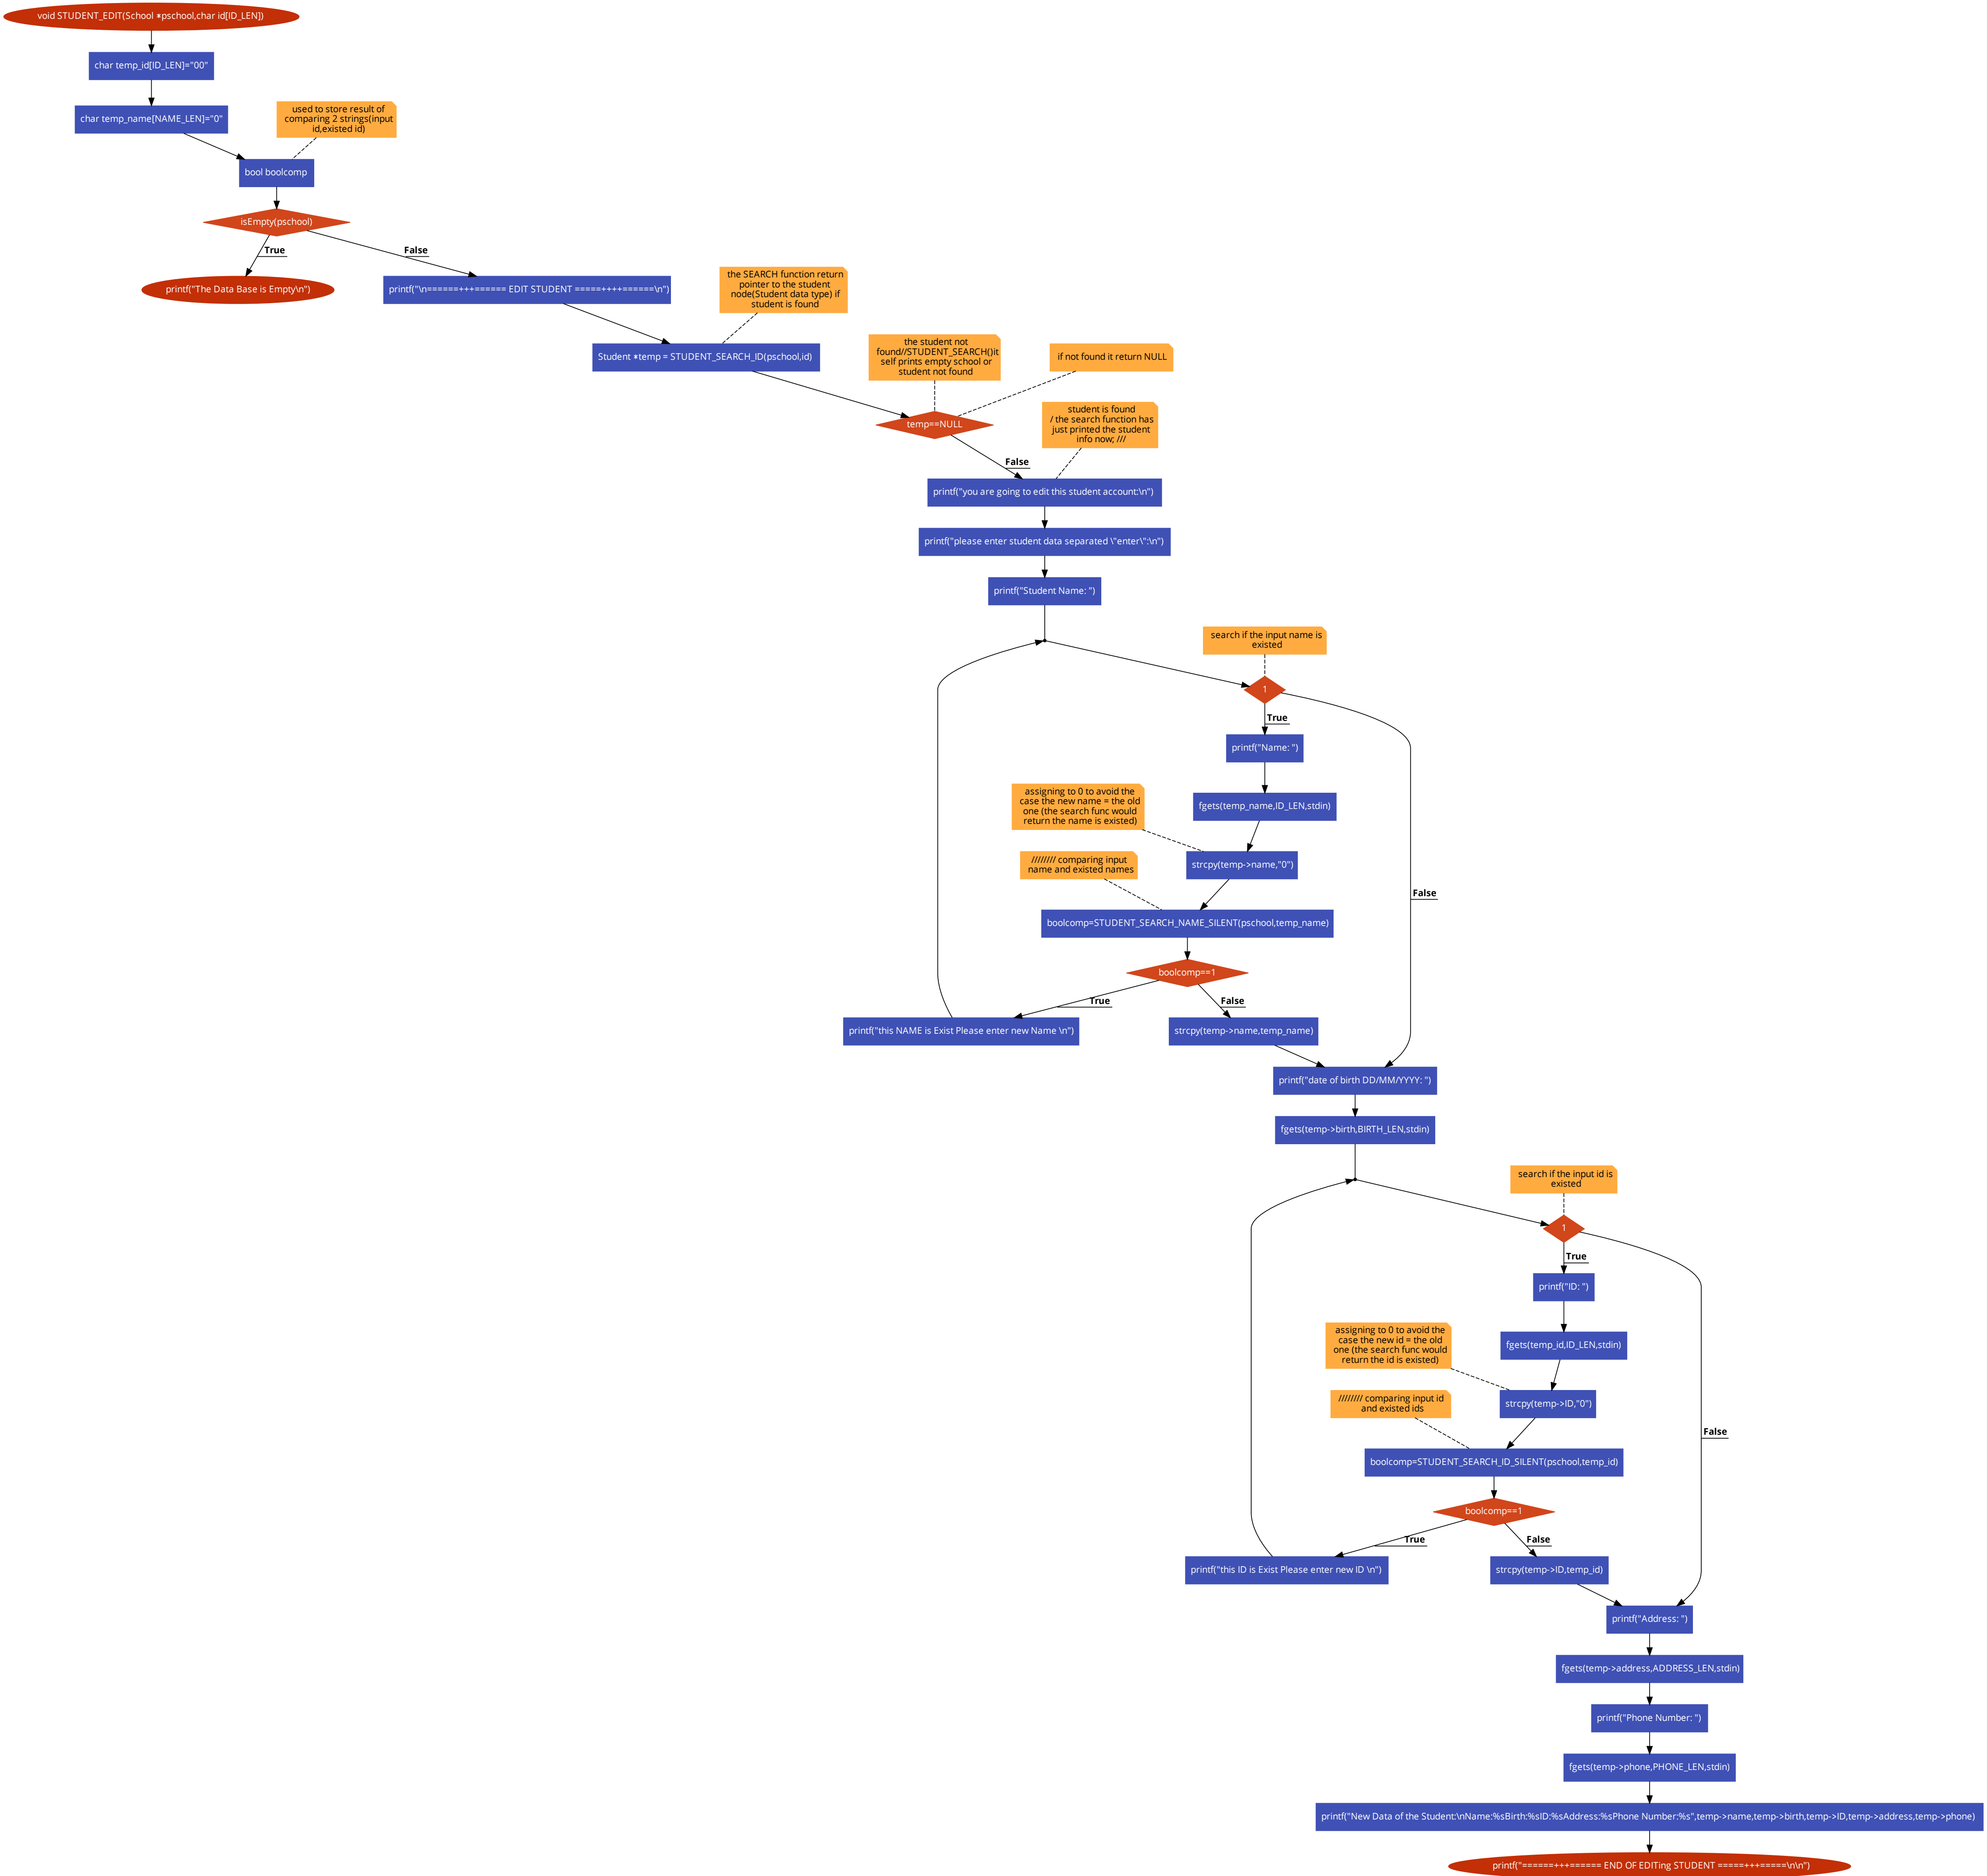 void STUDENT_EDIT(School *pschool,char id[ID_LEN])
char temp_id[ID_LEN]="00"
char temp_name[NAME_LEN]="0"
used to store result of
comparing 2 strings(input
id,existed id)
bool boolcomp
isEmpty(pschool)
True
False
printf("The Data Base is Empty\n")
printf("\n======+++====== EDIT STUDENT =====++++======\n")
the SEARCH function return
pointer to the student
node(Student data type) if
student is found
Student *temp = STUDENT_SEARCH_ID(pschool,id)
the student not
found//STUDENT_SEARCH()it
self prints empty school or
student not found
if not found it return NULL
temp==NULL
student is found
/ the search function has
just printed the student
info now; ///
False
printf("you are going to edit this student account:\n")
printf("please enter student data separated \"enter\":\n")
printf("Student Name: ")
search if the input name is
existed
1
True
printf("Name: ")
assigning to 0 to avoid the
case the new name = the old
one (the search func would
return the name is existed)
fgets(temp_name,ID_LEN,stdin)
//////// comparing input
name and existed names
strcpy(temp->name,"0")
False
boolcomp=STUDENT_SEARCH_NAME_SILENT(pschool,temp_name)
boolcomp==1
True
False
printf("this NAME is Exist Please enter new Name \n")
strcpy(temp->name,temp_name)
printf("date of birth DD/MM/YYYY: ")
fgets(temp->birth,BIRTH_LEN,stdin)
search if the input id is
existed
1
True
printf("ID: ")
assigning to 0 to avoid the
case the new id = the old
one (the search func would
return the id is existed)
fgets(temp_id,ID_LEN,stdin)
//////// comparing input id
and existed ids
strcpy(temp->ID,"0")
False
boolcomp=STUDENT_SEARCH_ID_SILENT(pschool,temp_id)
boolcomp==1
True
False
printf("this ID is Exist Please enter new ID \n")
strcpy(temp->ID,temp_id)
printf("Address: ")
fgets(temp->address,ADDRESS_LEN,stdin)
printf("Phone Number: ")
fgets(temp->phone,PHONE_LEN,stdin)
printf("New Data of the Student:\nName:%sBirth:%sID:%sAddress:%sPhone Number:%s",temp->name,temp->birth,temp->ID,temp->address,temp->phone)
printf("======+++====== END OF EDITing STUDENT =====+++=====\n\n")